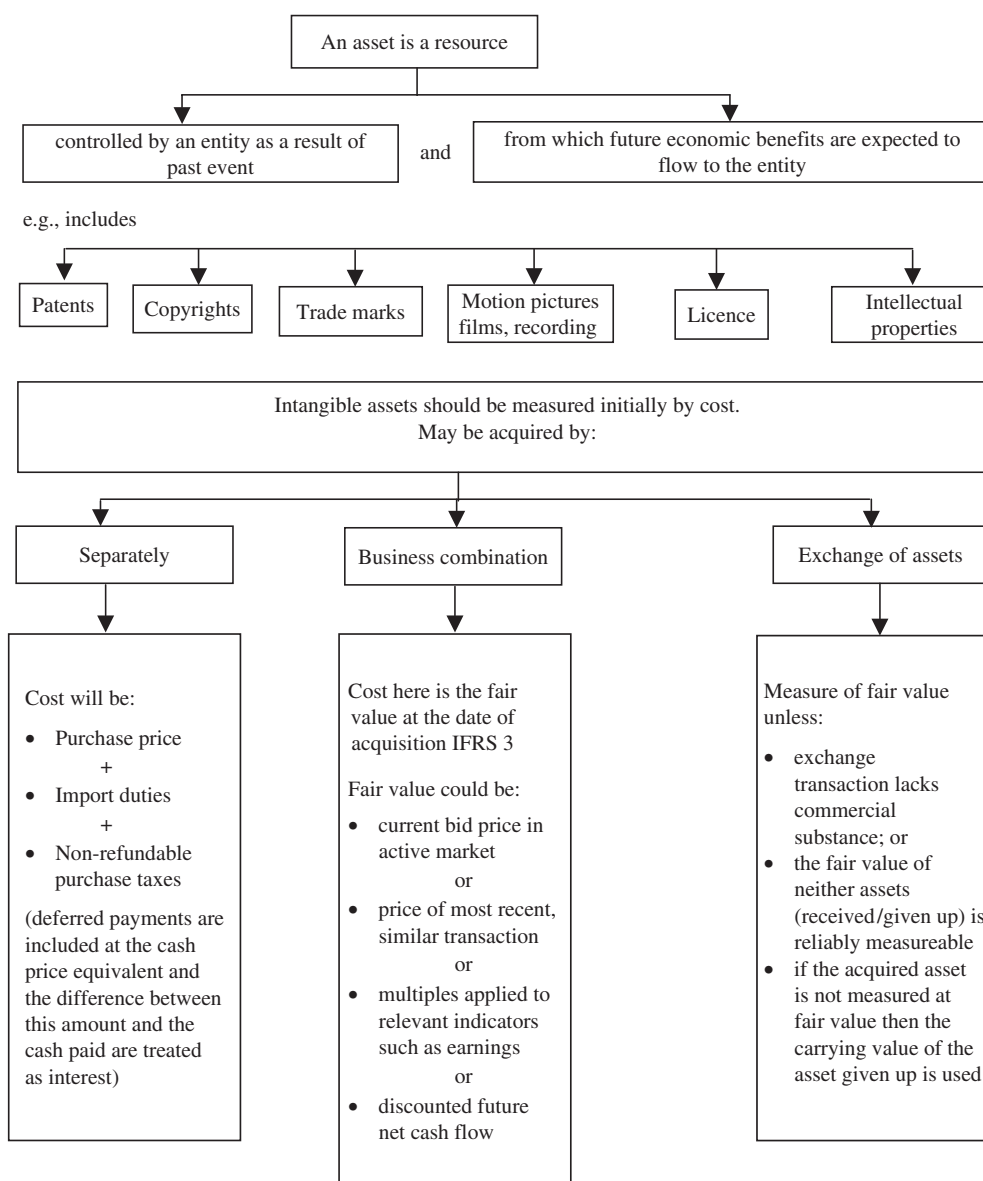 An asset is a resource
controlled by an entity as a result of
past event
and
from which future economic benefits are expected to
flow to the entity
e.g., includes
Patents
Copyrights
Trade marks
Motion pictures
films, recording
Licence
Intellectual
properties
Intangible assets should be measured initially by cost.
May be acquired by:
Separately
Business combination
Exchange of assets
Cost will be:
• Purchase price
+
• Import duties
+
• Non-refundable
purchase taxes
(deferred payments are
included at the cash
price equivalent and
the difference between
this amount and the
cash paid are treated
as interest)
Cost here is the fair
value at the date of
acquisition IFRS 3
Fair value could be:
• current bid price in
active market
or
• price of most recent,
similar transaction
or
• multiples applied to
relevant indicators
such as earnings
or
• discounted future
net cash flow
Measure of fair value
unless:
• exchange
transaction lacks
commercial
substance; or
• the fair value of
neither assets
(received/given up) is
reliably measureable
• if the acquired asset
is not measured at
fair value then the
carrying value of the
asset given up is used